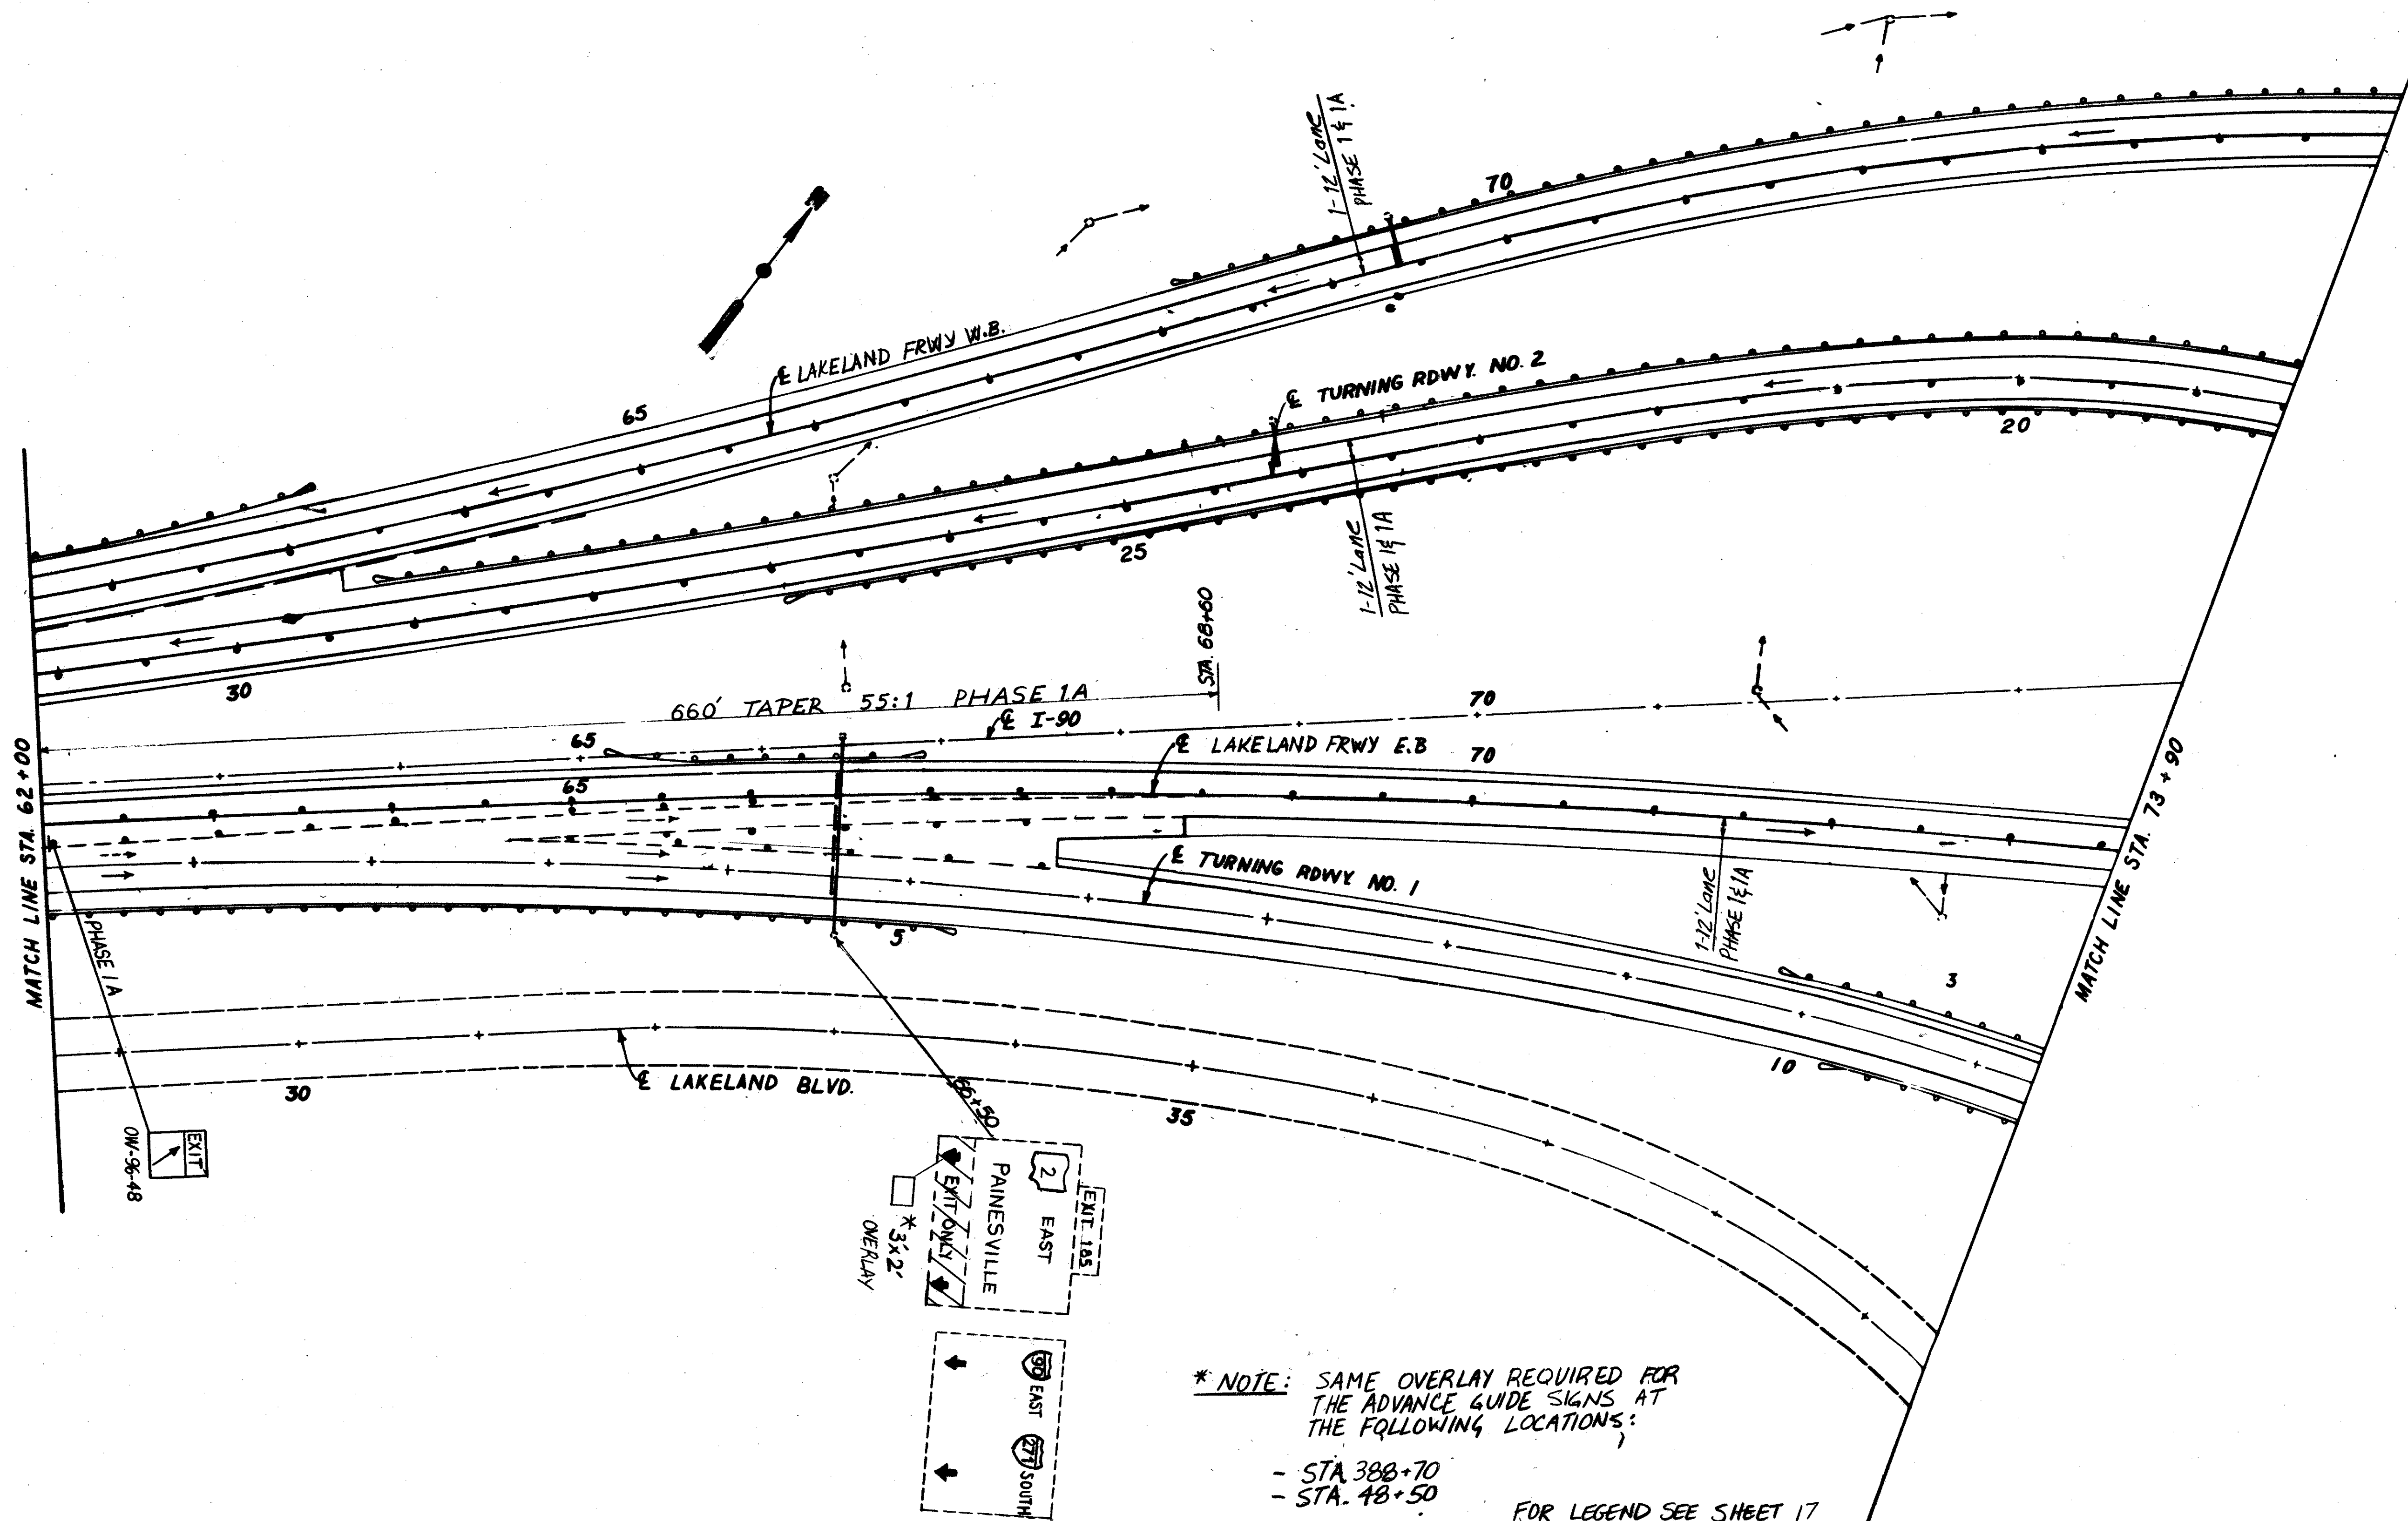 1-12' Lane
PHASE 1 & 1A
70
℄ LAKELAND FRWY W.B.
65
℄ TURNING RDWY. NO. 2
20
25
1-12' Lane
PHASE 1 & 1A
30
STA. 68+60
660' TAPER 55:1 PHASE 1A
℄ I-90
70
65
℄ LAKELAND FRWY E.B
70
65
MATCH LINE STA. 62+00
MATCH LINE STA. 73+90
℄ TURNING RDWY. NO. 1
1-12' Lane
PHASE 1 & 1A
5
PHASE 1A
3
10
℄ LAKELAND BLVD.
30
35
66+50
EXIT
OW-96-48
EXIT 185
2 EAST
PAINESVILLE
EXIT ONLY
* 3'x2'
OVERLAY
90 EAST 271 SOUTH
* NOTE: SAME OVERLAY REQUIRED FOR
THE ADVANCE GUIDE SIGNS AT
THE FOLLOWING LOCATIONS:
- STA. 388+70
- STA. 48+50
FOR LEGEND SEE SHEET 17